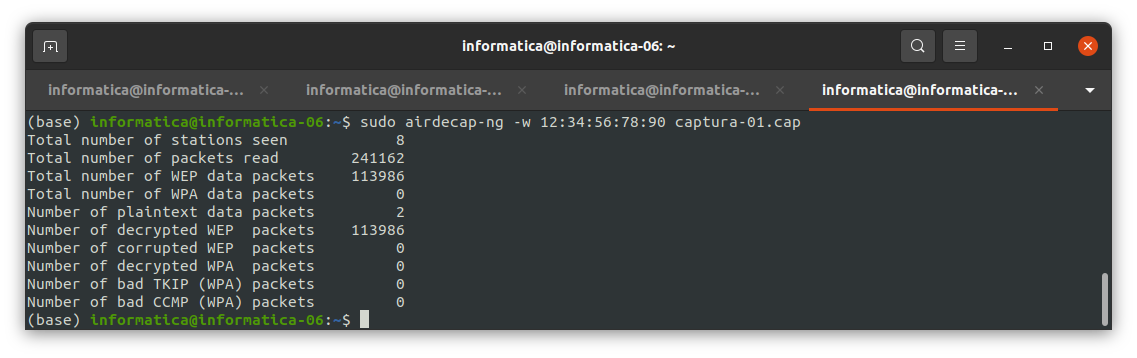 informatica@informatica-06: ~
informatica@informatica-... informatica@informatica-... informatica@informatica-... informatica@informatica-...
(base) informatica@informatica-06:~$ sudo airdecap-ng -w 12:34:56:78:90 captura-01.cap
Total number of stations seen            8
Total number of packets read        241162
Total number of WEP data packets    113986
Total number of WPA data packets         0
Number of plaintext data packets         2
Number of decrypted WEP  packets    113986
Number of corrupted WEP  packets         0
Number of decrypted WPA  packets         0
Number of bad TKIP (WPA) packets         0
Number of bad CCMP (WPA) packets         0
(base) informatica@informatica-06:~$